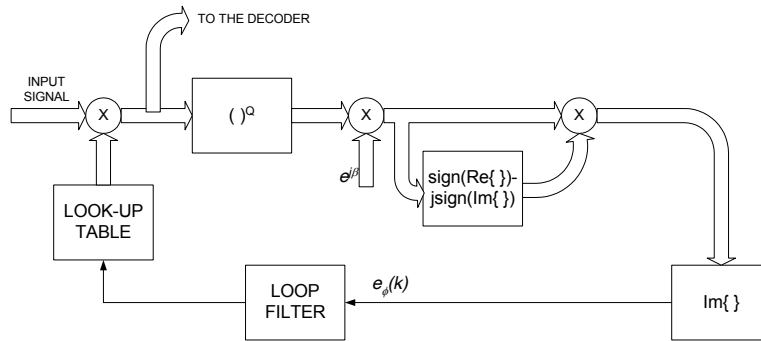 TO THE DECODER
INPUT
SIGNAL
X
( )Q
X
X
e^jβ
sign(Re{ })-
jsign(Im{ })
LOOK-UP
TABLE
LOOP
FILTER
e_ϕ(k)
Im{ }